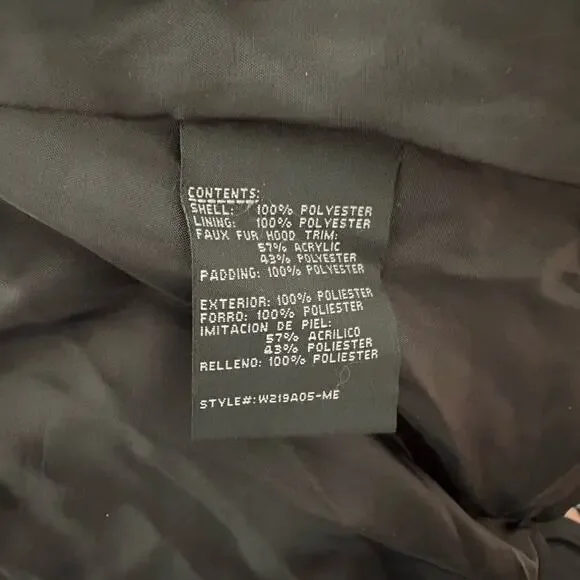 CONTENTS:
SHELL: 100% POLYESTER
LINING: 100% POLYESTER
FAUX FUR HOOD TRIM:
57% ACRYLIC
43% POLYESTER
PADDING: 100% POLYESTER
EXTERIOR: 100% POLIESTER
FORRO: 100% POLIESTER
IMITACION DE PIEL:
57% ACRILICO
43% POLIESTER
RELLENO: 100% POLIESTER
STYLE#: W219A05-ME